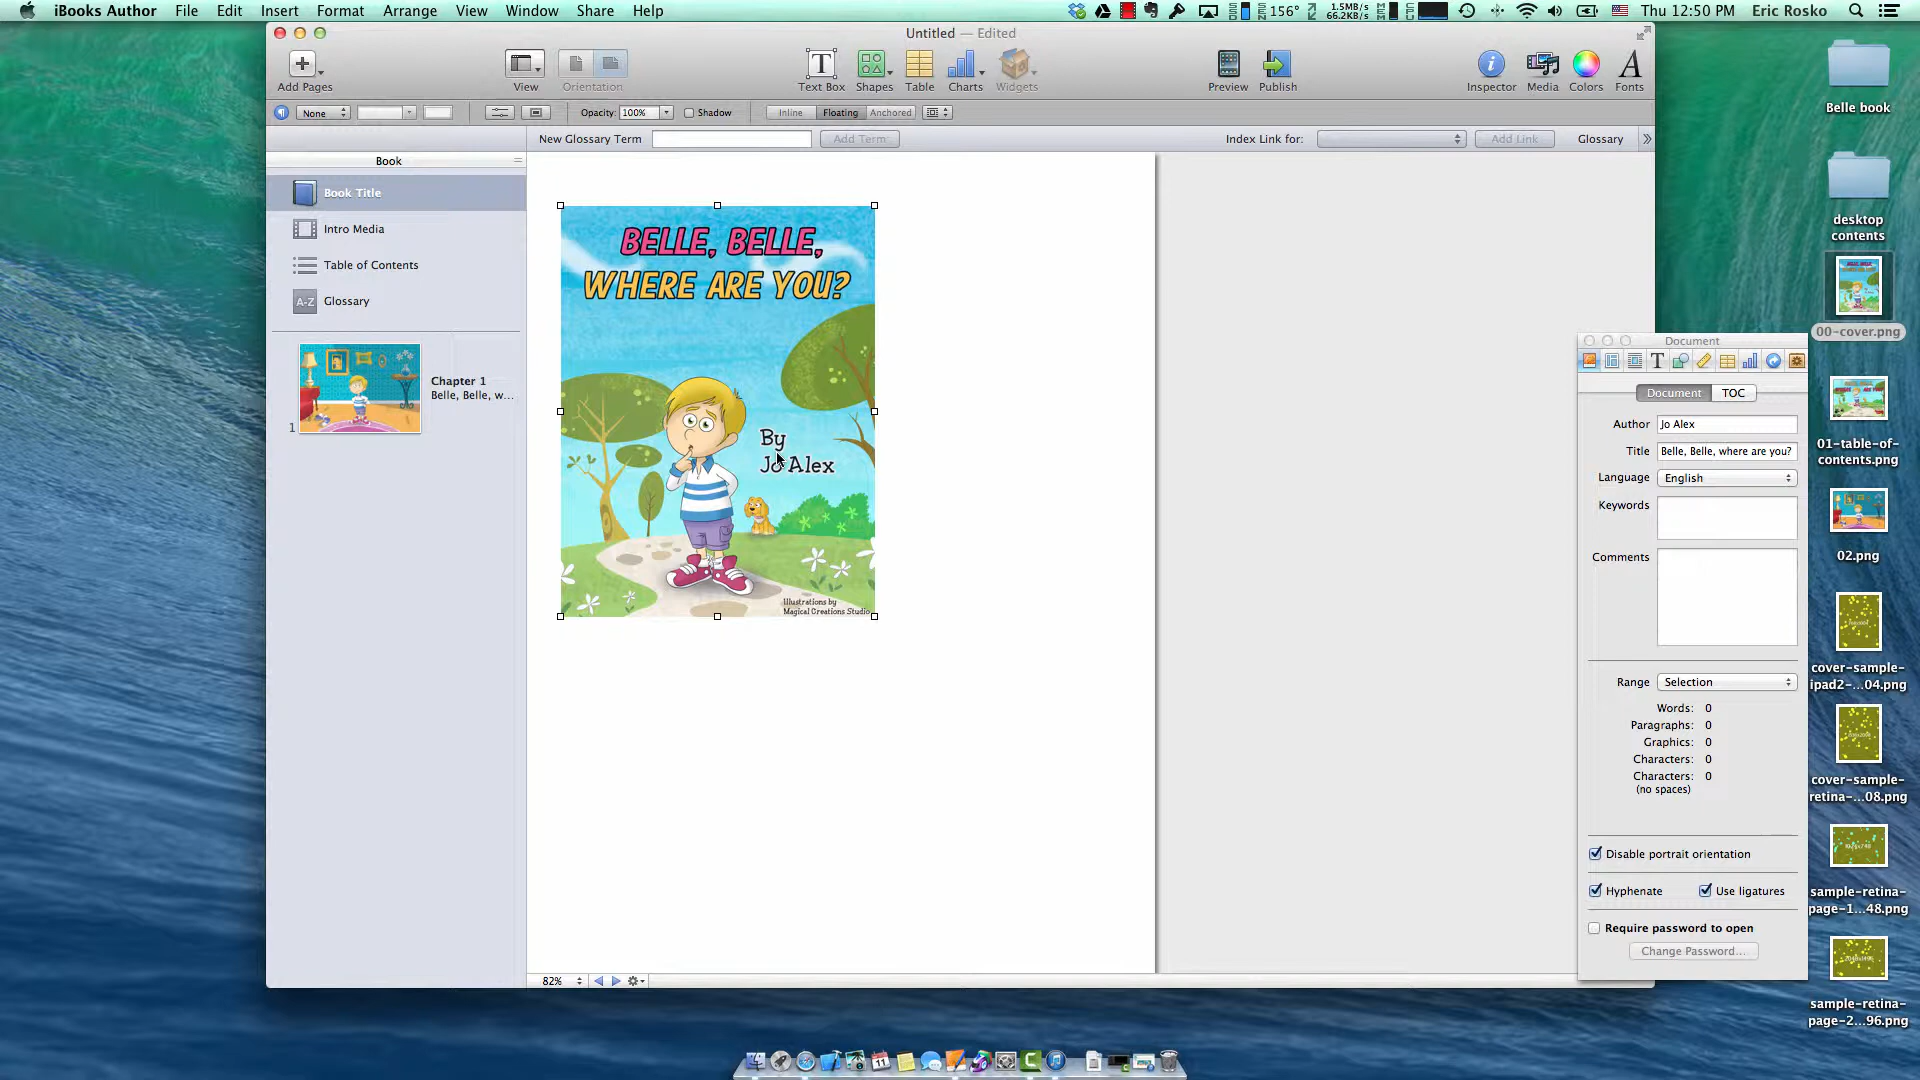 iBooks Author File Edit Insert Format Arrange View Window Share Help
156° 1.5MB/s 66.2KB/s Thu 12:50 PM Eric Rosko
Untitled — Edited
Add Pages View Orientation Text Box Shapes Table Charts Widgets Preview Publish Inspector Media Colors Fonts
None Opacity: 100% Shadow Inline Floating Anchored
New Glossary Term Add Term Index Link for: Add Link Glossary
Book
Book Title
Intro Media
Table of Contents
A-Z Glossary
Chapter 1
Belle, Belle, w...
1
BELLE, BELLE,
WHERE ARE YOU?
By
Jo Alex
Illustrations by
Magical Creations Studio
82%
Document
Document TOC
Author Jo Alex
Title Belle, Belle, where are you?
Language English
Keywords
Comments
Range Selection
Words: 0
Paragraphs: 0
Graphics: 0
Characters: 0
Characters: 0
(no spaces)
Disable portrait orientation
Hyphenate Use ligatures
Require password to open
Change Password...
Belle book
desktop
contents
00-cover.png
01-table-of-
contents.png
02.png
cover-sample-
ipad2-...04.png
cover-sample-
retina-...08.png
sample-retina-
page-1...48.png
sample-retina-
page-2...96.png